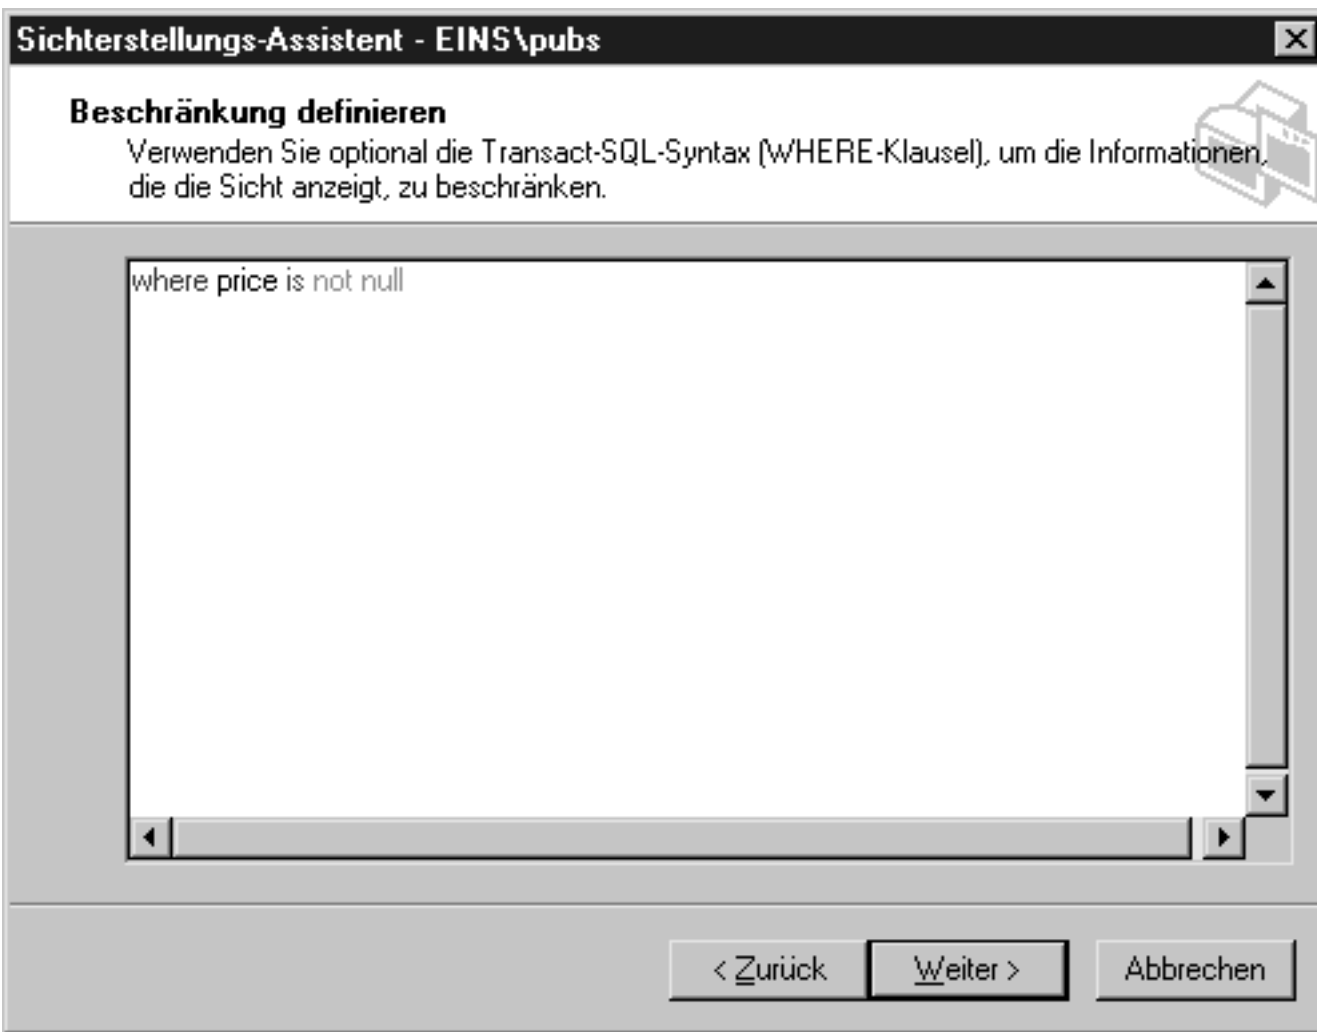 Sichterstellungs-Assistent - EINS\pubs
Beschränkung definieren
Verwenden Sie optional die Transact-SQL-Syntax (WHERE-Klausel), um die Informationen,
die die Sicht anzeigt, zu beschränken.
where price is not null
< Zurück Weiter > Abbrechen